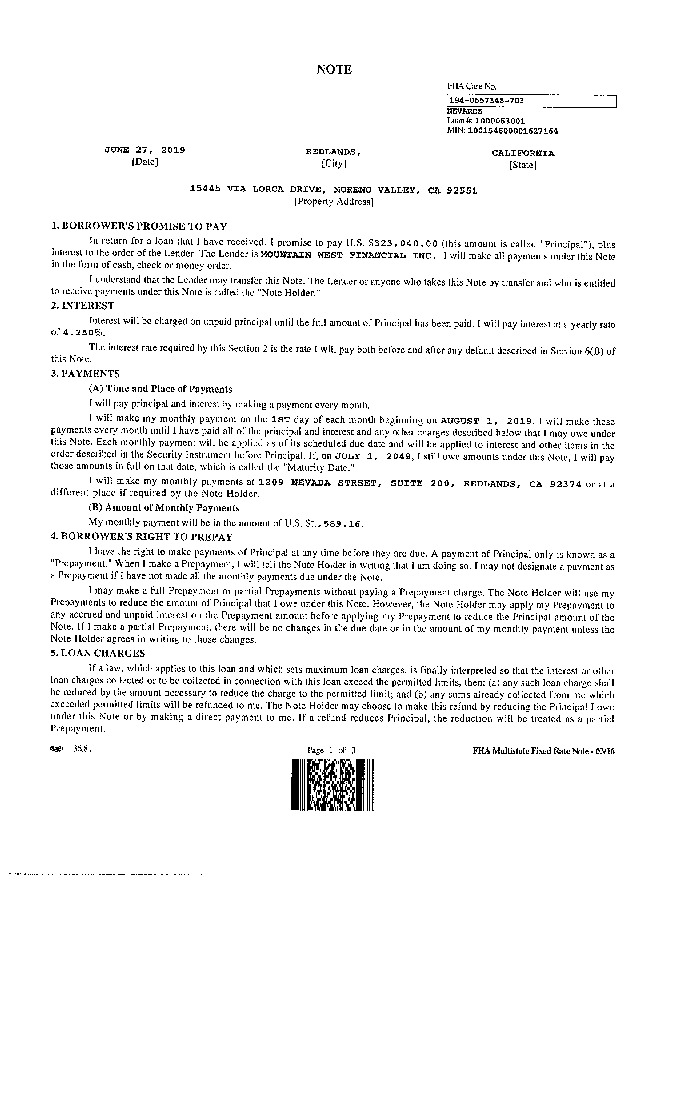 NOTE
FHA Case No.
194-0557348-703
NEVAREZ
Loan #: 1000063001
MIN: 100154600001627164
JUNE 27, 2019 REDLANDS, CALIFORNIA
[Date] [City] [State]
15445 VIA LORCA DRIVE, MORENO VALLEY, CA 92551
[Property Address]
1. BORROWER'S PROMISE TO PAY
In return for a loan that I have received, I promise to pay U.S. $323,040.00 (this amount is called "Principal"), plus
interest to the order of the Lender. The Lender is MOUNTAIN WEST FINANCIAL INC. I will make all payments under this Note
in the form of cash, check or money order.
I understand that the Lender may transfer this Note. The Lender or anyone who takes this Note by transfer and who is entitled
to receive payments under this Note is called the "Note Holder."
2. INTEREST
Interest will be charged on unpaid principal until the full amount of Principal has been paid. I will pay interest at a yearly rate
of 4.250%.
The interest rate required by this Section 2 is the rate I will pay both before and after any default described in Section 6(B) of
this Note.
3. PAYMENTS
(A) Time and Place of Payments
I will pay principal and interest by making a payment every month.
I will make my monthly payment on the 1ST day of each month beginning on AUGUST 1, 2019. I will make these
payments every month until I have paid all of the principal and interest and any other charges described below that I may owe under
this Note. Each monthly payment will be applied as of its scheduled due date and will be applied to interest and other items in the
order described in the Security Instrument before Principal. If, on JULY 1, 2049, I still owe amounts under this Note, I will pay
those amounts in full on that date, which is called the "Maturity Date."
I will make my monthly payments at 1209 NEVADA STREET, SUITE 200, REDLANDS, CA 92374 or at a
different place if required by the Note Holder.
(B) Amount of Monthly Payments
My monthly payment will be in the amount of U.S. $1,589.16.
4. BORROWER'S RIGHT TO PREPAY
I have the right to make payments of Principal at any time before they are due. A payment of Principal only is known as a
"Prepayment." When I make a Prepayment, I will tell the Note Holder in writing that I am doing so. I may not designate a payment as
a Prepayment if I have not made all the monthly payments due under the Note.
I may make a full Prepayment or partial Prepayments without paying a Prepayment charge. The Note Holder will use my
Prepayments to reduce the amount of Principal that I owe under this Note. However, the Note Holder may apply my Prepayment to
any accrued and unpaid interest on the Prepayment amount before applying my Prepayment to reduce the Principal amount of the
Note. If I make a partial Prepayment, there will be no changes in the due date or in the amount of my monthly payment unless the
Note Holder agrees in writing to those changes.
5. LOAN CHARGES
If a law, which applies to this loan and which sets maximum loan charges, is finally interpreted so that the interest or other
loan charges collected or to be collected in connection with this loan exceed the permitted limits, then: (a) any such loan charge shall
be reduced by the amount necessary to reduce the charge to the permitted limit; and (b) any sums already collected from me which
exceeded permitted limits will be refunded to me. The Note Holder may choose to make this refund by reducing the Principal I owe
under this Note or by making a direct payment to me. If a refund reduces Principal, the reduction will be treated as a partial
Prepayment.
Page 1 of 3 FHA Multistate Fixed Rate Note - 09/16